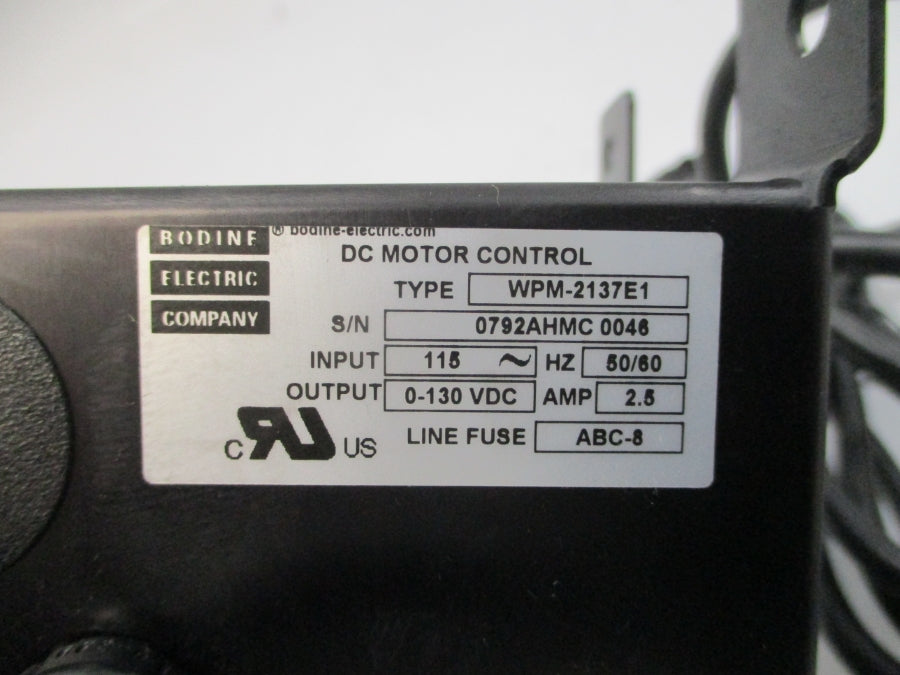 BODINE ® bodine-electric.com
ELECTRIC
COMPANY
DC MOTOR CONTROL
TYPE WPM-2137E1
S/N 0792AHMC 0046
INPUT 115 ~ HZ 50/60
OUTPUT 0-130 VDC AMP 2.5
C RU US
LINE FUSE ABC-8